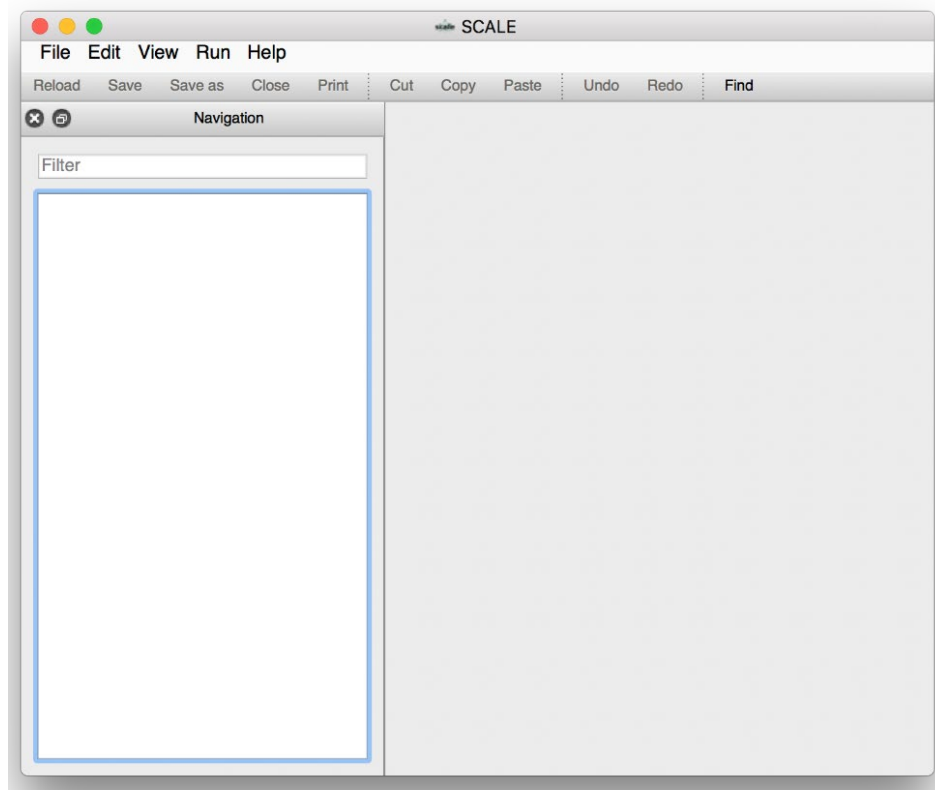 SCALE
File Edit View Run Help
Reload Save Save as Close Print Cut Copy Paste Undo Redo Find
Navigation
Filter